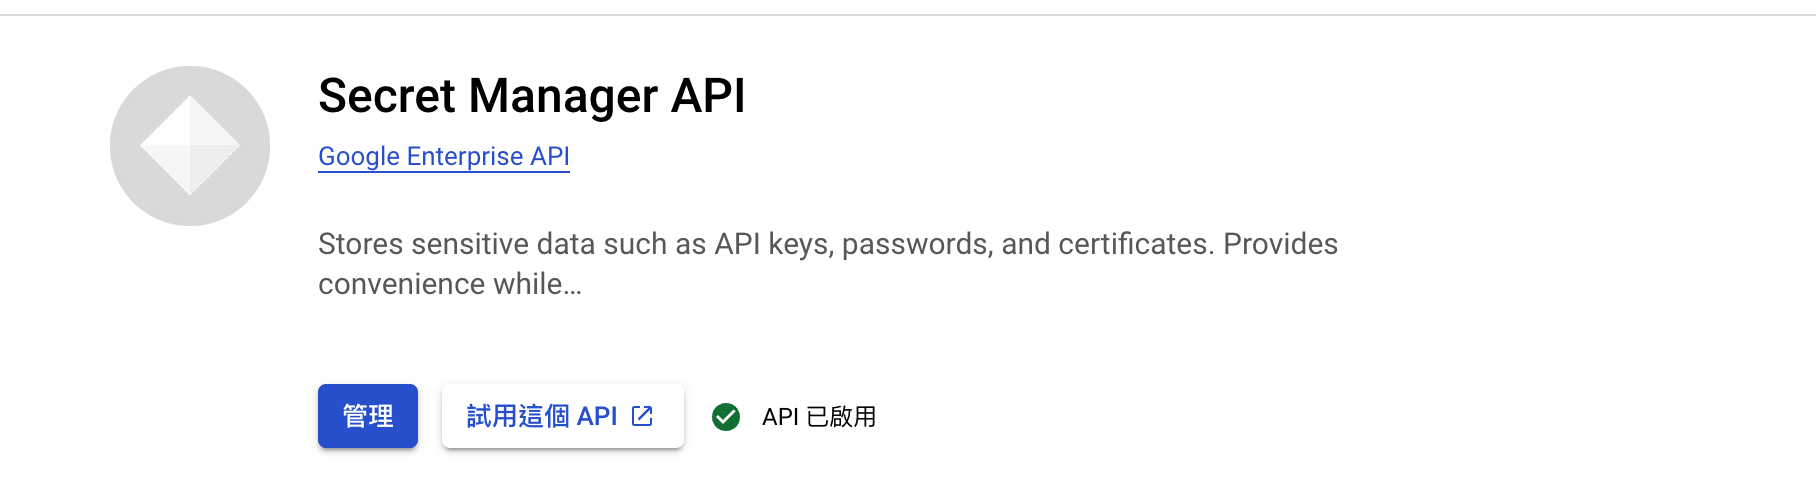 Secret Manager API
Google Enterprise API
Stores sensitive data such as API keys, passwords, and certificates. Provides
convenience while…
管理
試用這個 API
API 已啟用